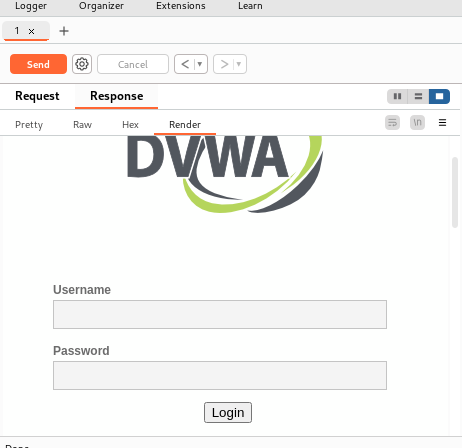 Logger Organizer Extensions Learn
1 × +
Send Cancel < >
Request Response
Pretty Raw Hex Render \n
DVWA
Username
Password
Login